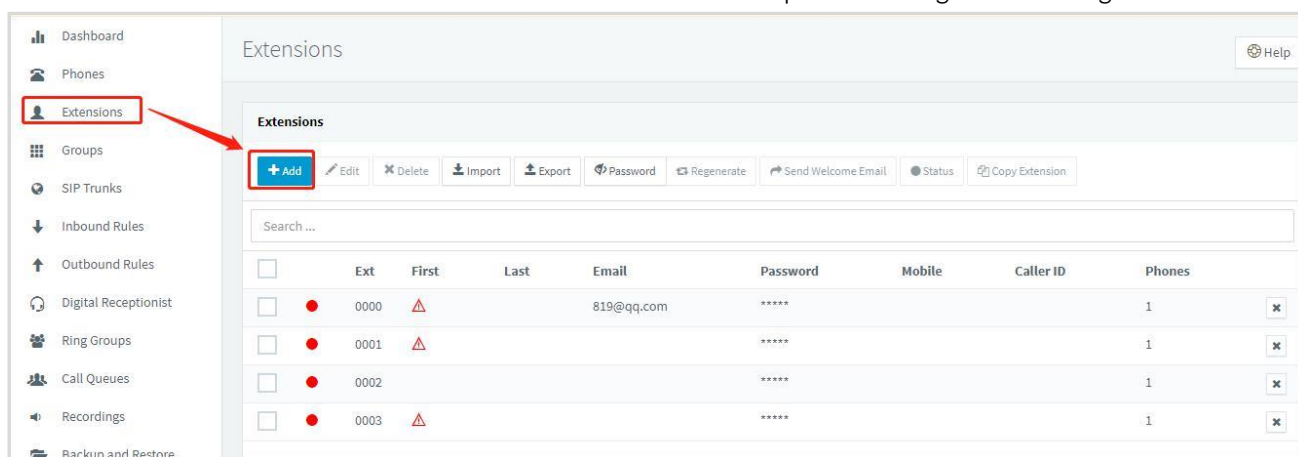 Dashboard
Extensions
Help
Phones
Extensions
Extensions
Groups
Add Edit Delete Import Export Password Regenerate Send Welcome Email Status Copy Extension
SIP Trunks
Inbound Rules
Search ...
Outbound Rules
Ext First Last Email Password Mobile Caller ID Phones
Digital Receptionist
0000 819@qq.com ***** 1
Ring Groups
0001 ***** 1
Call Queues
0002 ***** 1
Recordings
0003 ***** 1
Backup and Restore